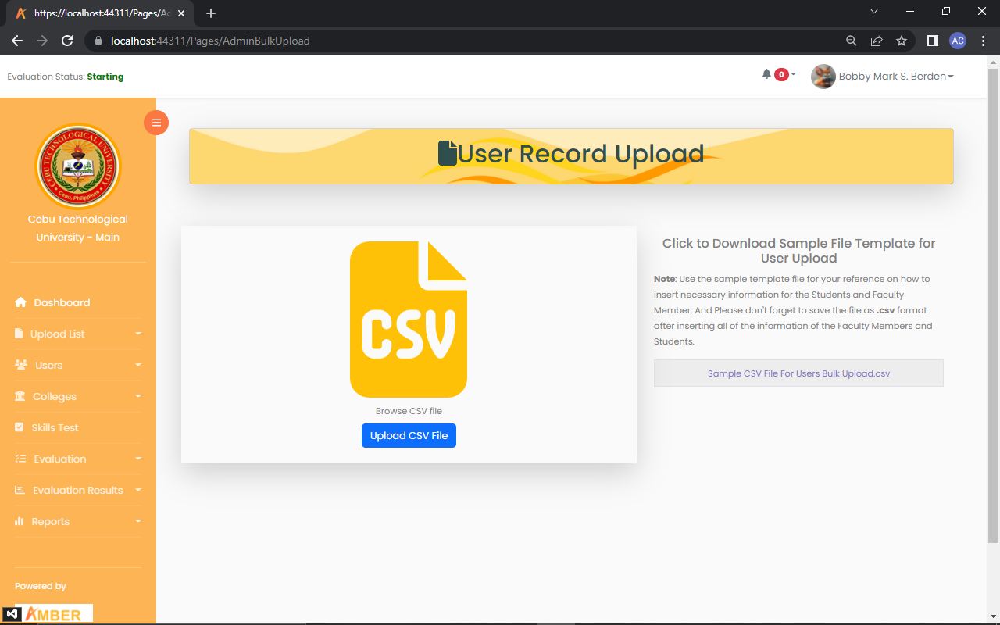 https://localhost:44311/Pages/Ad
localhost:44311/Pages/AdminBulkUpload
AC
Evaluation Status: Starting
0
Bobby Mark S. Berden
CEBU TECHNOLOGICAL UNIVERSITY
Cebu, Philippines
Cebu Technological
University - Main
Dashboard
Upload List
Users
Colleges
Skills Test
Evaluation
Evaluation Results
Reports
Powered by
AMBER
User Record Upload
CSV
Browse CSV file
Upload CSV File
Click to Download Sample File Template for
User Upload
Note: Use the sample template file for your reference on how to
insert necessary information for the Students and Faculty
Member. And Please don't forget to save the file as .csv format
after inserting all of the information of the Faculty Members and
Students.
Sample CSV File For Users Bulk Upload.csv